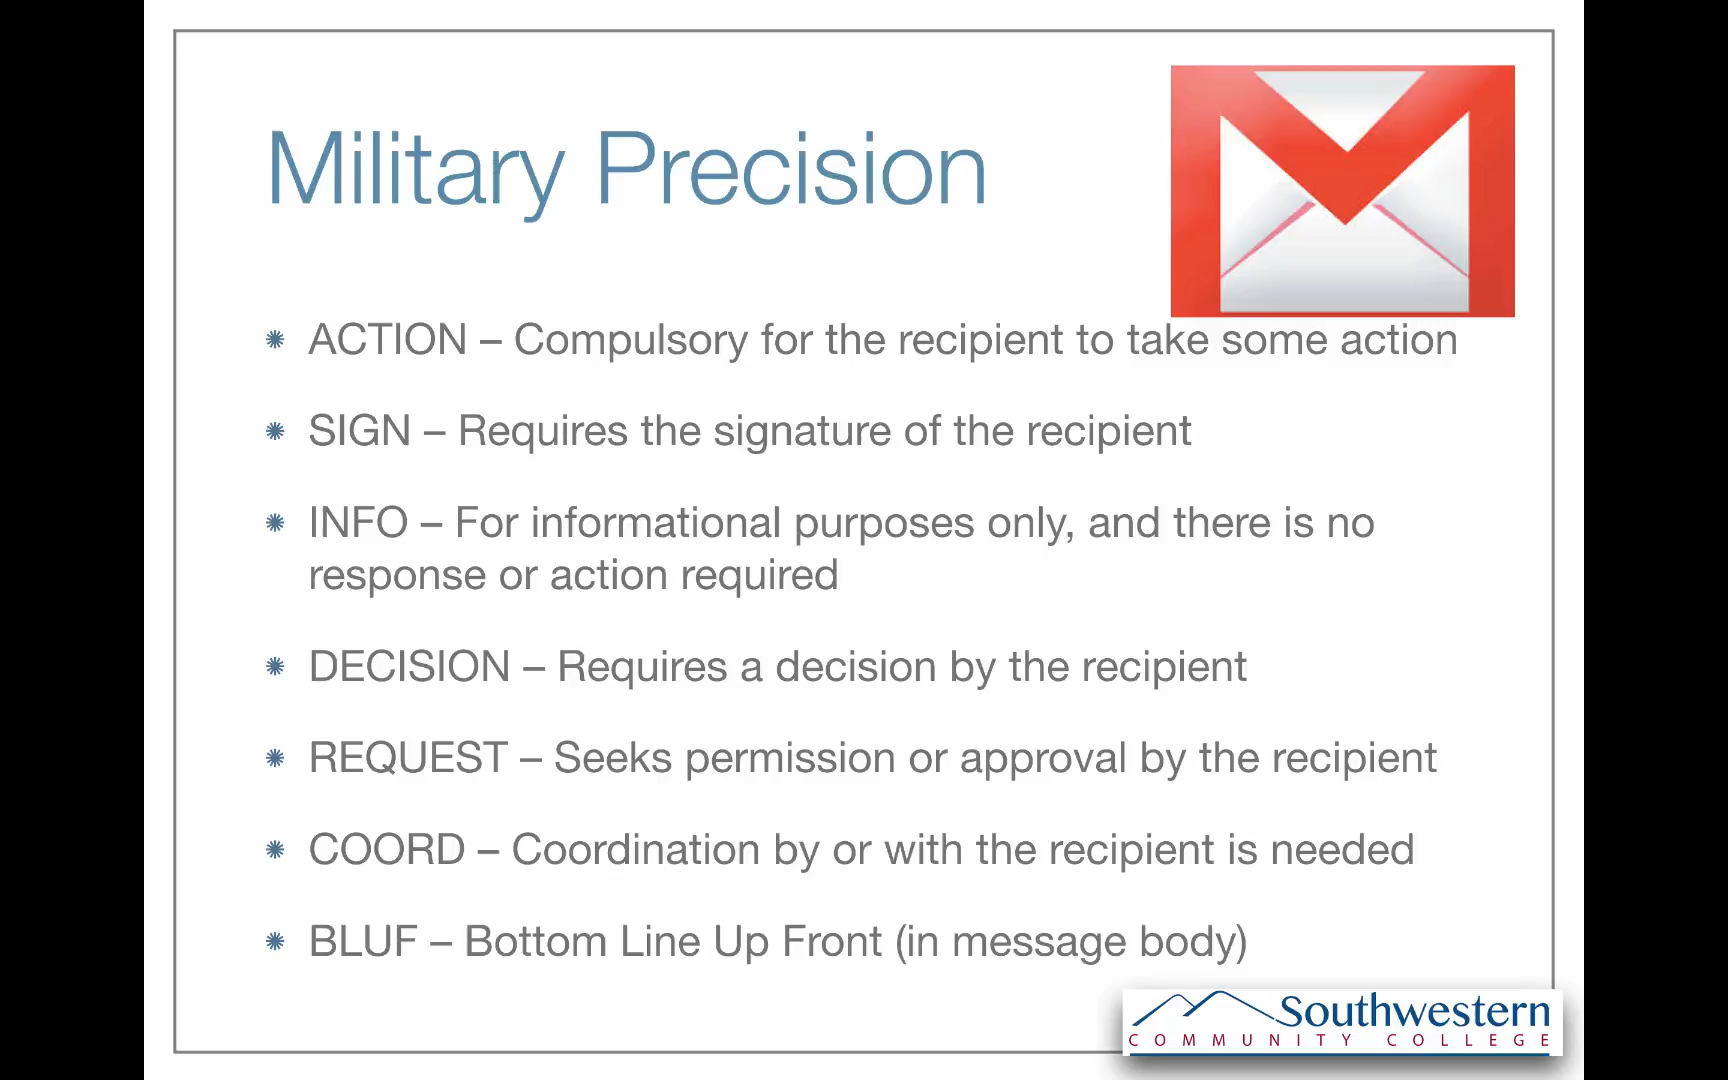 Military Precision
ACTION – Compulsory for the recipient to take some action
SIGN – Requires the signature of the recipient
INFO – For informational purposes only, and there is no
response or action required
DECISION – Requires a decision by the recipient
REQUEST – Seeks permission or approval by the recipient
COORD – Coordination by or with the recipient is needed
BLUF – Bottom Line Up Front (in message body)
Southwestern
COMMUNITY COLLEGE